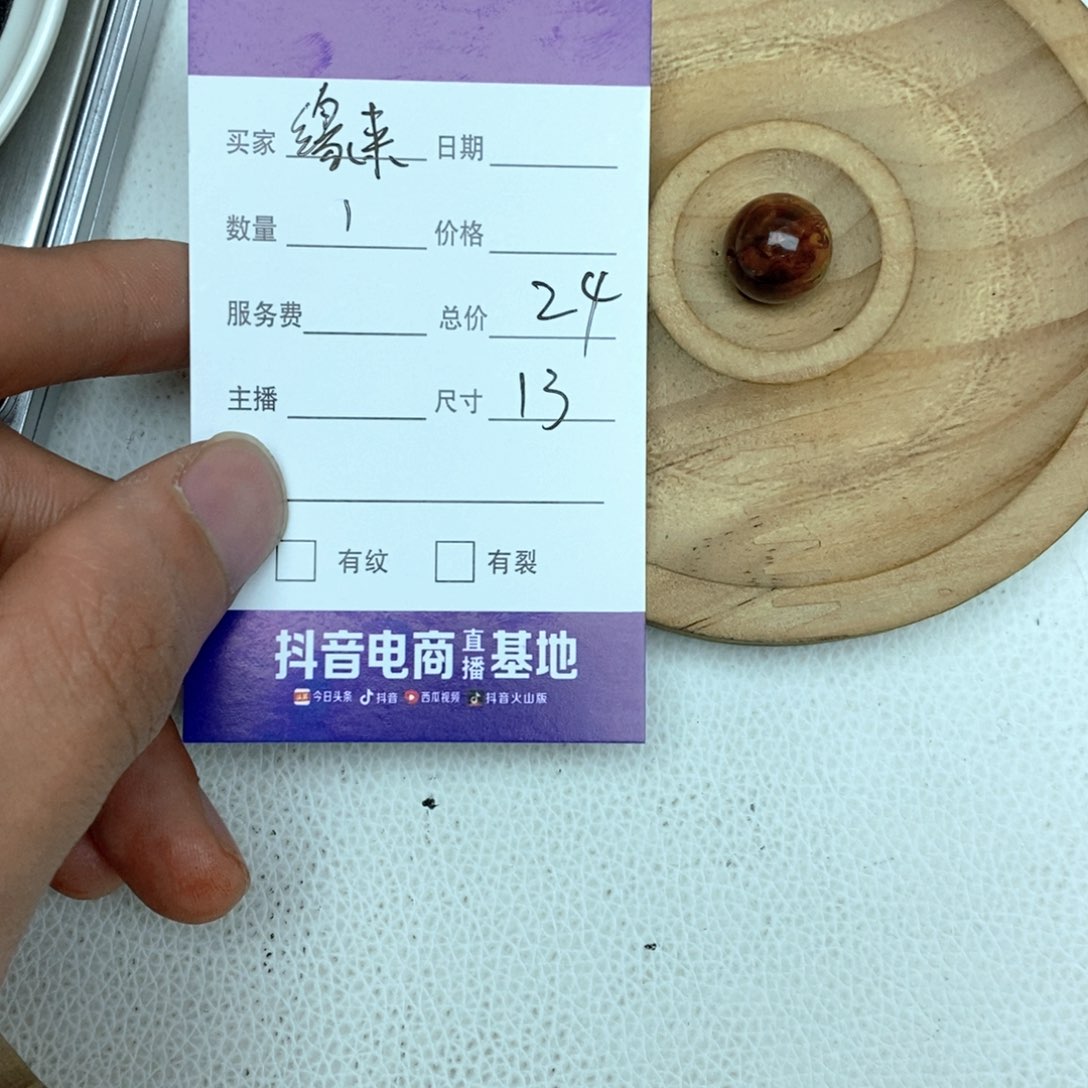 买家 缘来 日期
数量 1 价格
服务费 总价 24
主播 尺寸 13
有纹 有裂
抖音电商直播基地
今日头条 抖音 西瓜视频 抖音火山版